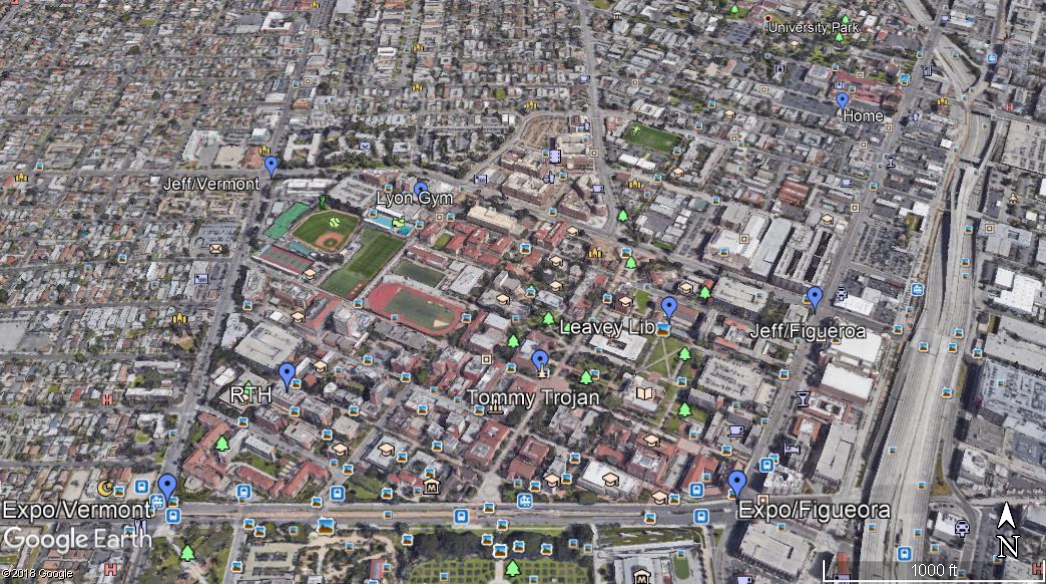 University Park
Home
Jeff/Vermont
Lyon Gym
Leavey Lib
Jeff/Figueroa
RTH
Tommy Trojan
Expo/Vermont
Expo/Figueora
Google Earth
N
©2018 Google
1000 ft